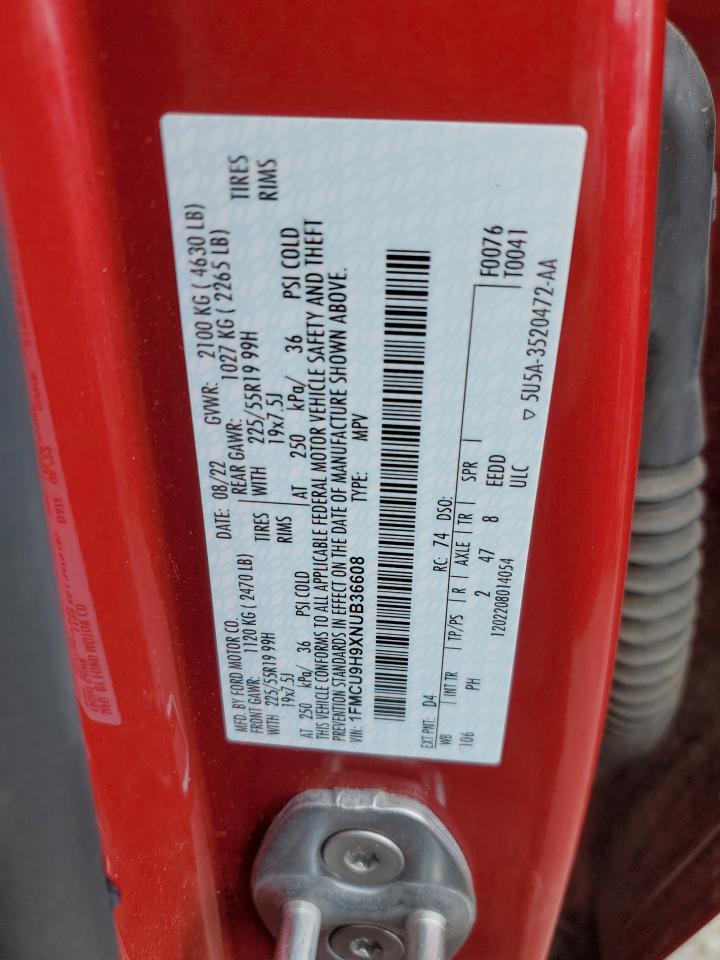 MFD. BY FORD MOTOR CO.
DATE: 08/22 GVWR: 2100 KG ( 4630 LB)
FRONT GAWR: 1120 KG ( 2470 LB) REAR GAWR: 1027 KG ( 2265 LB)
WITH 225/55R19 99H TIRES WITH 225/55R19 99H TIRES
19x7.5J RIMS 19x7.5J RIMS
AT 250 kPa/ 36 PSI COLD AT 250 kPa/ 36 PSI COLD
THIS VEHICLE CONFORMS TO ALL APPLICABLE FEDERAL MOTOR VEHICLE SAFETY AND THEFT
PREVENTION STANDARDS IN EFFECT ON THE DATE OF MANUFACTURE SHOWN ABOVE.
VIN: 1FMCU9H9XNUB36608 TYPE: MPV
EXT PNT: D4 RC: 74 DSO: F0076
WB INT TR TP/PS R AXLE TR SPR T0041
106 PH 2 47 8 EEDD
1202208014054 ULC ▽ 5U5A-3520472-AA